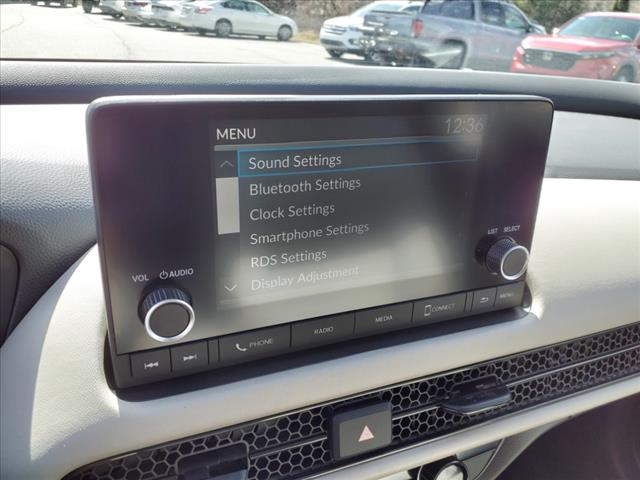 MENU 12:36
Sound Settings
Bluetooth Settings
Clock Settings
Smartphone Settings
RDS Settings
Display Adjustment
VOL AUDIO
LIST SELECT
PHONE RADIO MEDIA CONNECT MENU